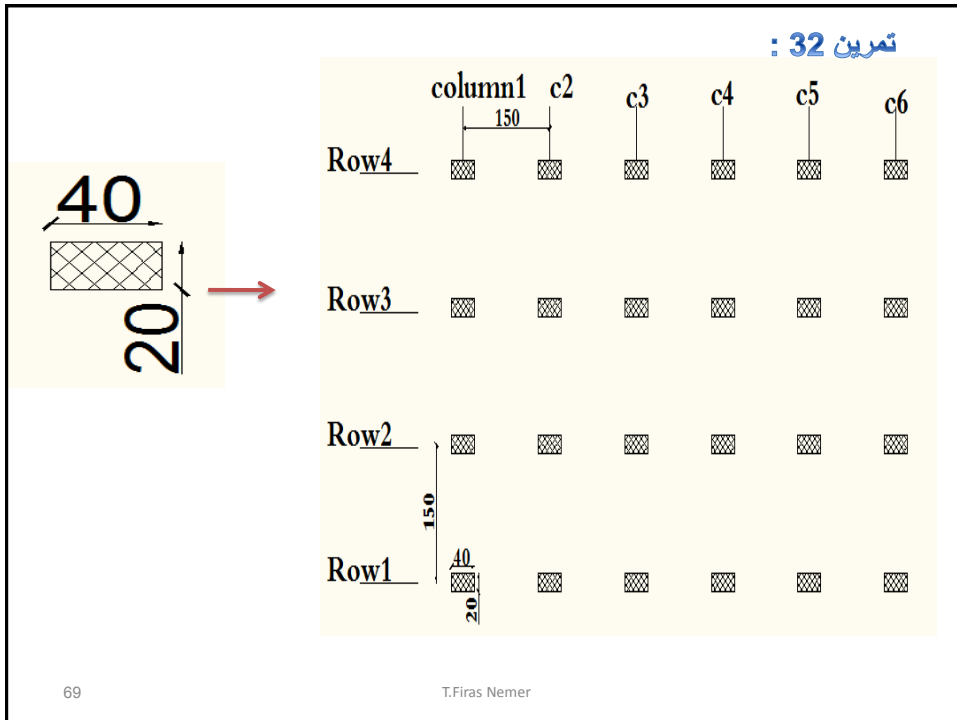 تمرين 32 :
column1 c2 c3 c4 c5 c6
150
Row4
40
20
Row3
Row2
150
Row1
40
20
69
T.Firas Nemer